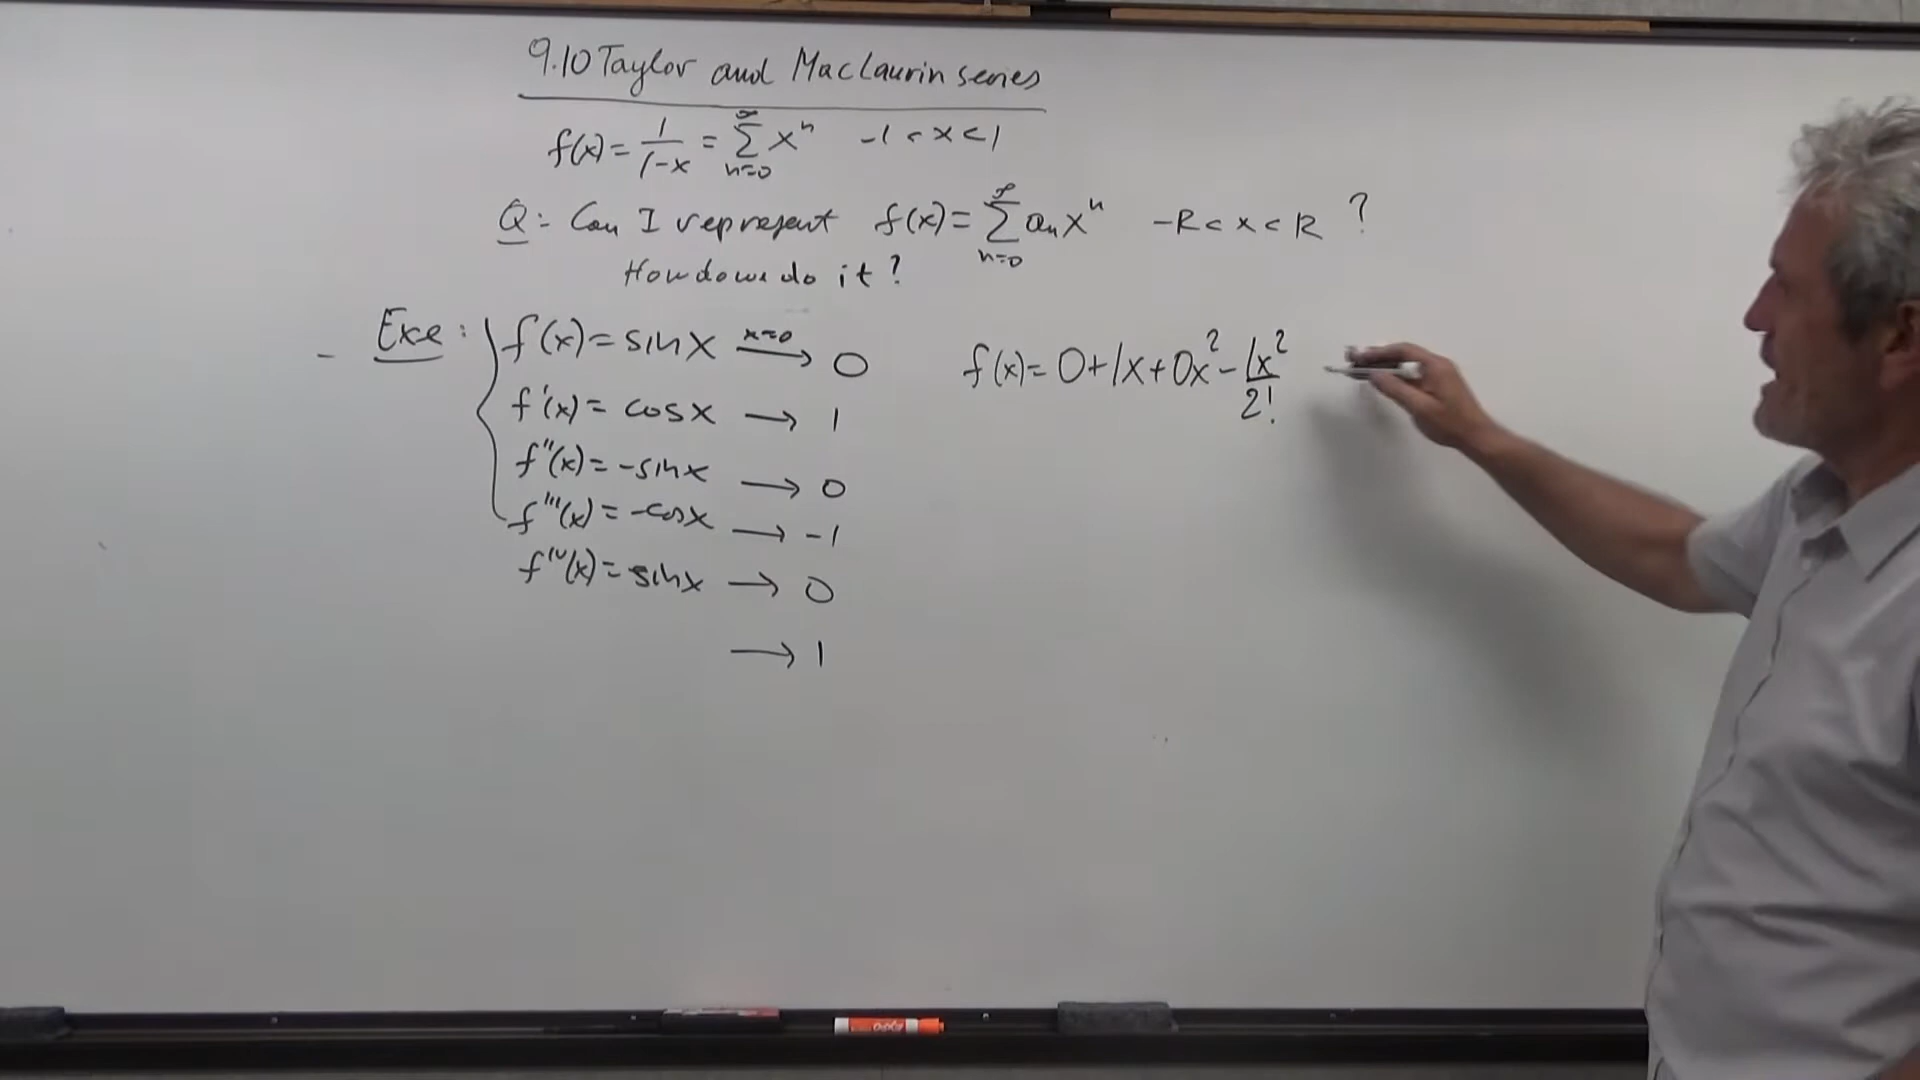 9.10 Taylor and MacLaurin series
f(x) = 1/(1-x) = ∑_{n=0}^{∞} x^n -1 < x < 1
Q: Can I represent f(x) = ∑_{n=0}^{∞} a_n x^n -R < x < R ?
How do we do it?
Exe: f(x) = sin x —x=0→ 0
f'(x) = cos x → 1
f''(x) = -sin x → 0
f'''(x) = -cos x → -1
f^{IV}(x) = sin x → 0
→ 1
f(x) = 0 + 1x + 0x^2 - 1x^2/2!